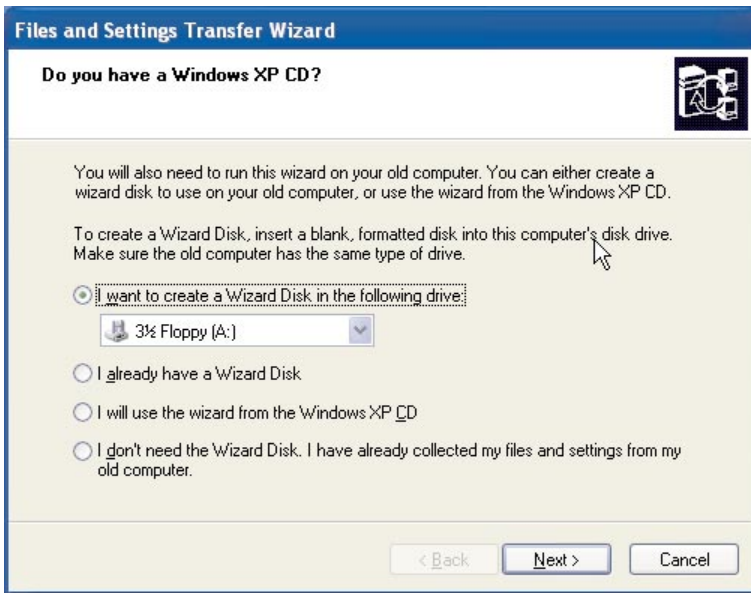 Files and Settings Transfer Wizard
Do you have a Windows XP CD?
You will also need to run this wizard on your old computer. You can either create a
wizard disk to use on your old computer, or use the wizard from the Windows XP CD.
To create a Wizard Disk, insert a blank, formatted disk into this computer's disk drive.
Make sure the old computer has the same type of drive.
I want to create a Wizard Disk in the following drive:
3½ Floppy (A:)
I already have a Wizard Disk
I will use the wizard from the Windows XP CD
I don't need the Wizard Disk. I have already collected my files and settings from my
old computer.
< Back Next > Cancel